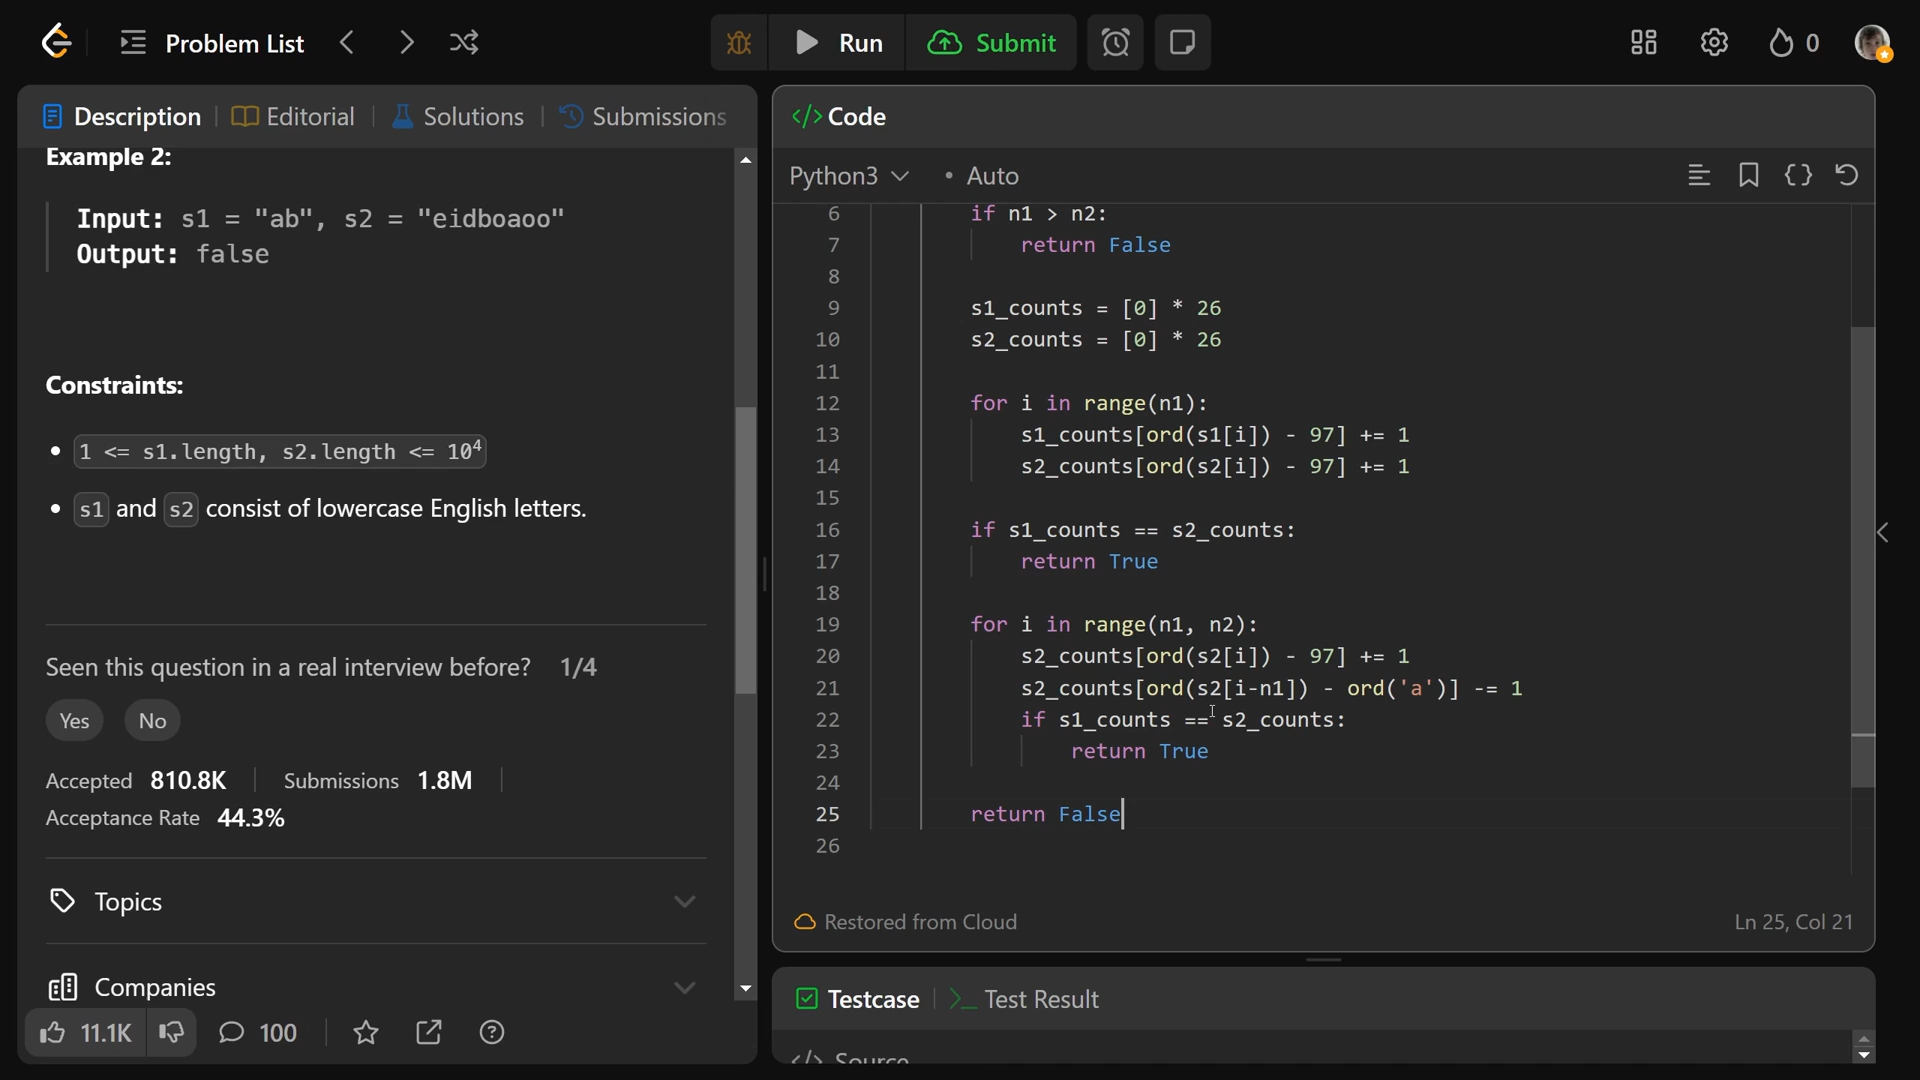 Problem List
Run
Submit
0
Description
Editorial
Solutions
Submissions
Example 2:
Input: s1 = "ab", s2 = "eidboaoo"
Output: false
Constraints:
1 <= s1.length, s2.length <= 10⁴
s1 and s2 consist of lowercase English letters.
Seen this question in a real interview before? 1/4
Yes No
Accepted 810.8K Submissions 1.8M
Acceptance Rate 44.3%
Topics
Companies
11.1K
100
</> Code
Python3
• Auto
6 if n1 > n2:
7 return False
8
9 s1_counts = [0] * 26
10 s2_counts = [0] * 26
11
12 for i in range(n1):
13 s1_counts[ord(s1[i]) - 97] += 1
14 s2_counts[ord(s2[i]) - 97] += 1
15
16 if s1_counts == s2_counts:
17 return True
18
19 for i in range(n1, n2):
20 s2_counts[ord(s2[i]) - 97] += 1
21 s2_counts[ord(s2[i-n1]) - ord('a')] -= 1
22 if s1_counts == s2_counts:
23 return True
24
25 return False
26
Restored from Cloud
Ln 25, Col 21
Testcase
>_ Test Result
</> Source